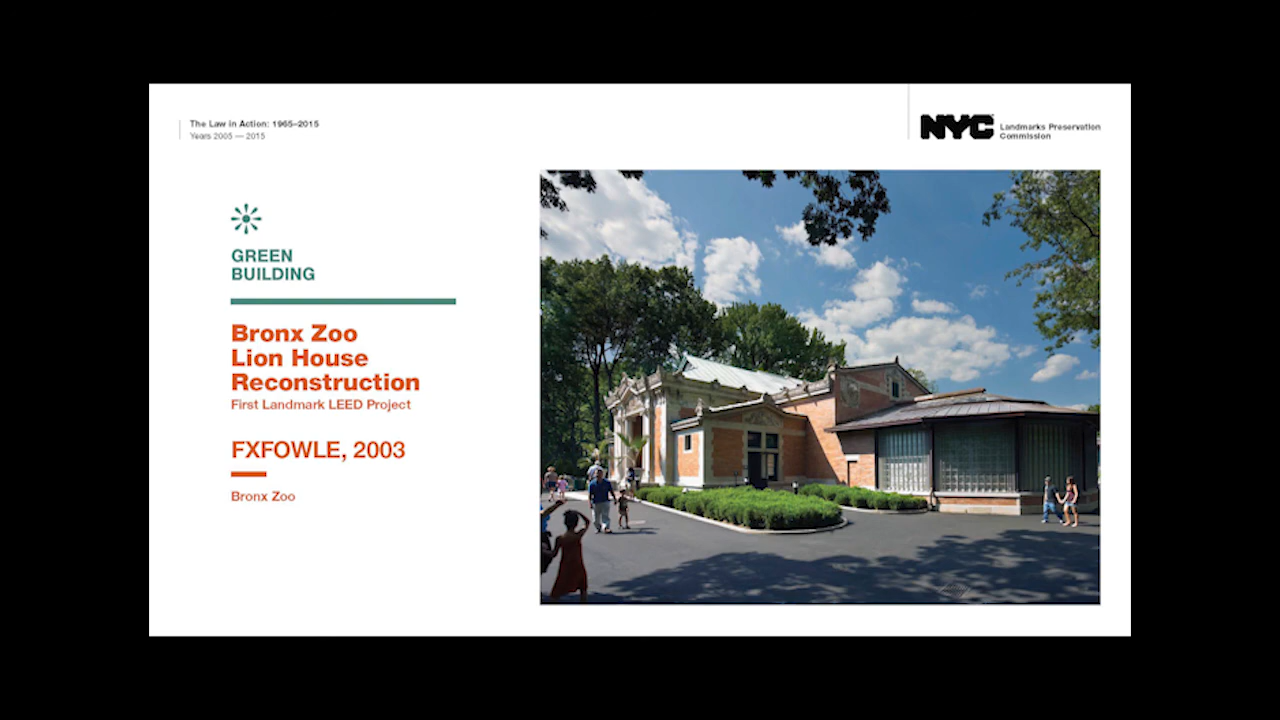 The Law in Action: 1965–2015
Years 2005 — 2015
NYC
Landmarks Preservation
Commission
GREEN
BUILDING
Bronx Zoo
Lion House
Reconstruction
First Landmark LEED Project
FXFOWLE, 2003
Bronx Zoo